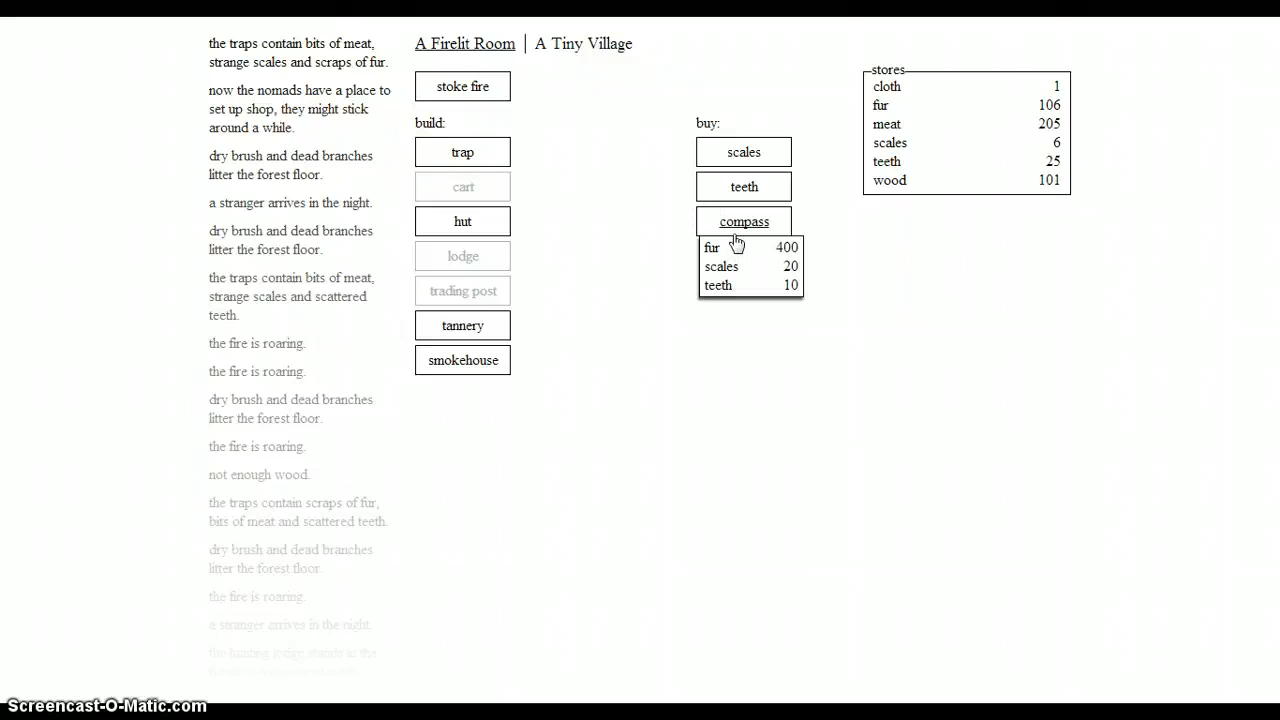 the traps contain bits of meat,
strange scales and scraps of fur.
now the nomads have a place to
set up shop, they might stick
around a while.
dry brush and dead branches
litter the forest floor.
a stranger arrives in the night.
dry brush and dead branches
litter the forest floor.
the traps contain bits of meat,
strange scales and scattered
teeth.
the fire is roaring.
the fire is roaring.
dry brush and dead branches
litter the forest floor.
the fire is roaring.
not enough wood.
the traps contain scraps of fur,
bits of meat and scattered teeth.
dry brush and dead branches
litter the forest floor.
the fire is roaring.
a stranger arrives in the night.
the hunting lodge stands in the
A Firelit Room | A Tiny Village
stoke fire
build:
trap
cart
hut
lodge
trading post
tannery
smokehouse
buy:
scales
teeth
compass
fur 400
scales 20
teeth 10
stores
cloth 1
fur 106
meat 205
scales 6
teeth 25
wood 101
Screencast-O-Matic.com